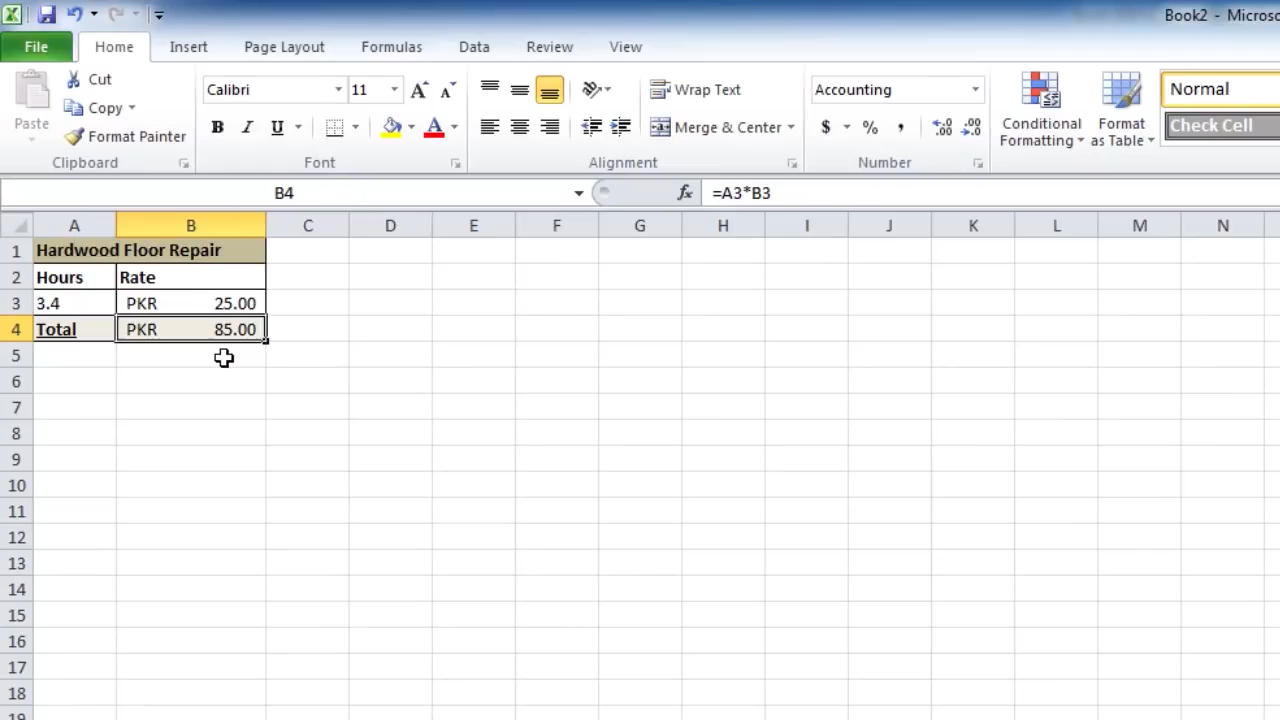 Book2 - Microso
File Home Insert Page Layout Formulas Data Review View
Paste
Cut
Copy
Format Painter
Clipboard
Calibri 11
B I U A
Font
Wrap Text
Merge & Center
Alignment
Accounting
$ % ,
Number
Conditional Formatting
Format as Table
Normal
Check Cell
B4 fx =A3*B3
A B C D E F G H I J K L M N
1 Hardwood Floor Repair
2 Hours Rate
3 3.4 PKR 25.00
4 Total PKR 85.00
5
6
7
8
9
10
11
12
13
14
15
16
17
18
19